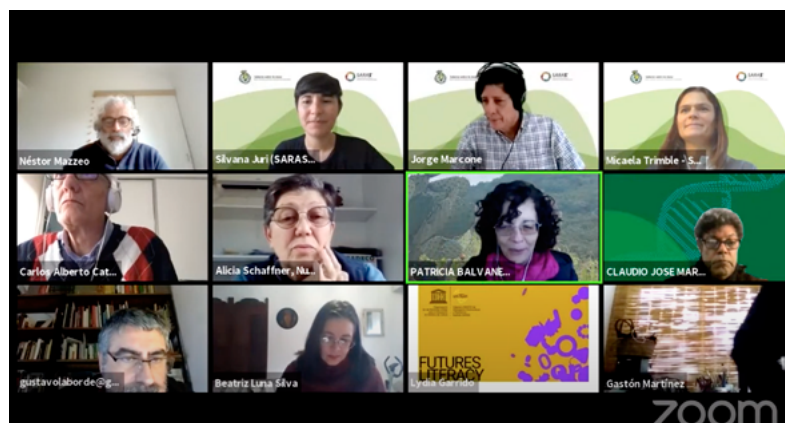 Néstor Mazzeo
Silvana Juri (SARAS...
Jorge Marcone
Micaela Trimble - S...
Carlos Alberto Cat...
Alicia Schaffner, Nu...
PATRICIA BALVANE...
CLAUDIO JOSE MAR...
gustavolaborde@g...
Beatriz Luna Silva
FUTURES
LITERACY
Lydia Garrido
Gastón Martínez
zoom